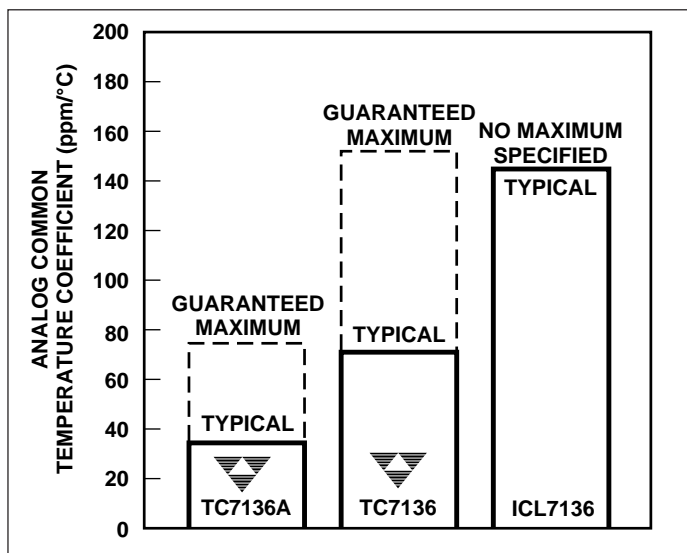 ANALOG COMMON
TEMPERATURE COEFFICIENT (ppm/°C)
200
180
160
140
120
100
80
60
40
20
0
GUARANTEED
MAXIMUM
TYPICAL
TC7136A
GUARANTEED
MAXIMUM
TYPICAL
TC7136
NO MAXIMUM
SPECIFIED
TYPICAL
ICL7136